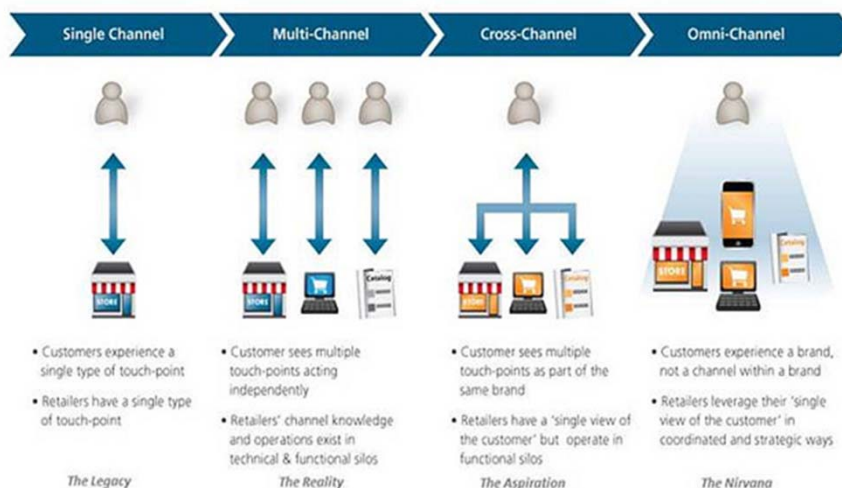 Single Channel
Multi-Channel
Cross-Channel
Omni-Channel
STORE
STORE
Catalog
STORE
Catalog
STORE
Catalog
• Customers experience a
single type of touch-point
• Retailers have a single type
of touch-point
The Legacy
• Customer sees multiple
touch-points acting
independently
• Retailers' channel knowledge
and operations exist in
technical & functional silos
The Reality
• Customer sees multiple
touch-points as part of the
same brand
• Retailers have a 'single view of
the customer' but operate in
functional silos
The Aspiration
• Customers experience a brand,
not a channel within a brand
• Retailers leverage their 'single
view of the customer' in
coordinated and strategic ways
The Nirvana